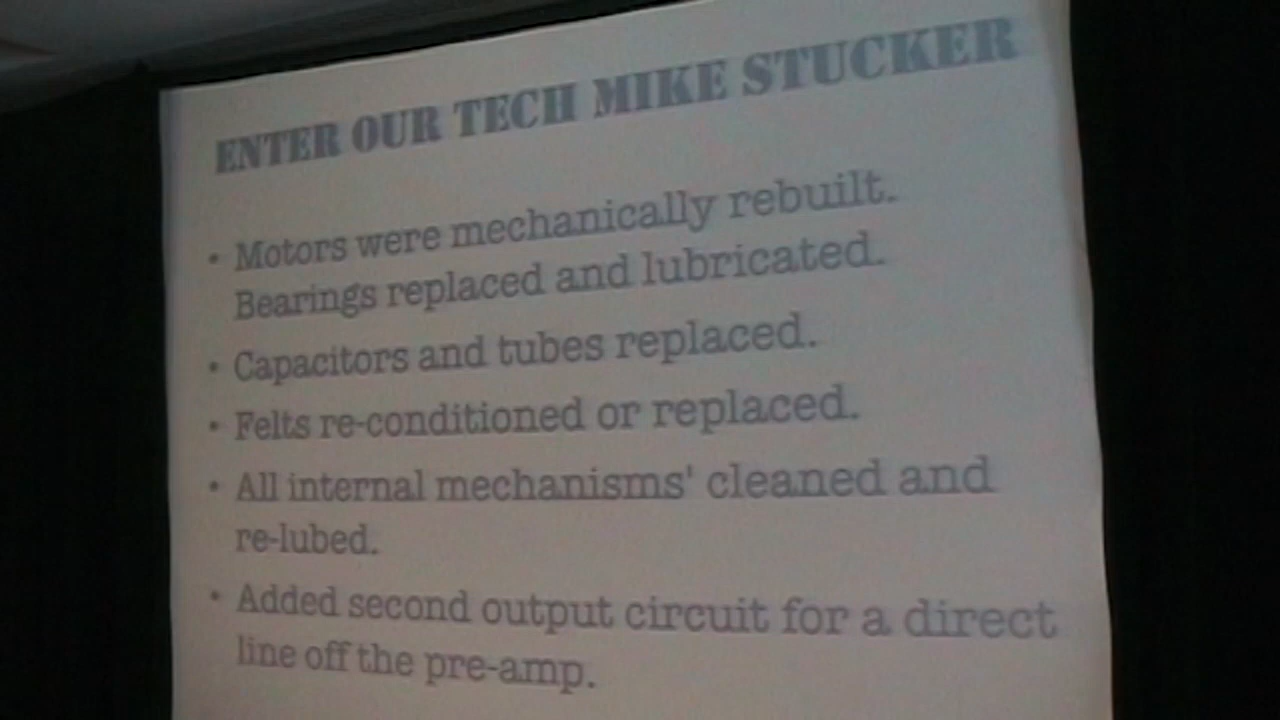 ENTER OUR TECH MIKE STUCKER
• Motors were mechanically rebuilt.
Bearings replaced and lubricated.
• Capacitors and tubes replaced.
• Felts re-conditioned or replaced.
• All internal mechanisms' cleaned and
re-lubed.
• Added second output circuit for a direct
line off the pre-amp.